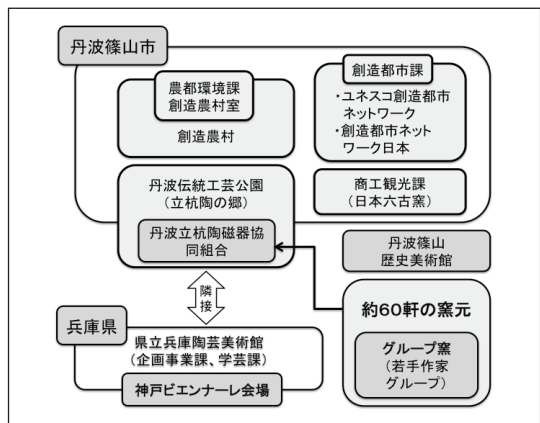 丹波篠山市
農都環境課
創造農村室
創造農村
創造都市課
・ユネスコ創造都市
ネットワーク
・創造都市ネット
ワーク日本
丹波伝統工芸公園
（立杭陶の郷）
丹波立杭陶磁器協
同組合
商工観光課
（日本六古窯）
丹波篠山
歴史美術館
隣接
約60軒の窯元
グループ窯
（若手作家
グループ）
兵庫県
県立兵庫陶芸美術館
（企画事業課、学芸課）
神戸ビエンナーレ会場